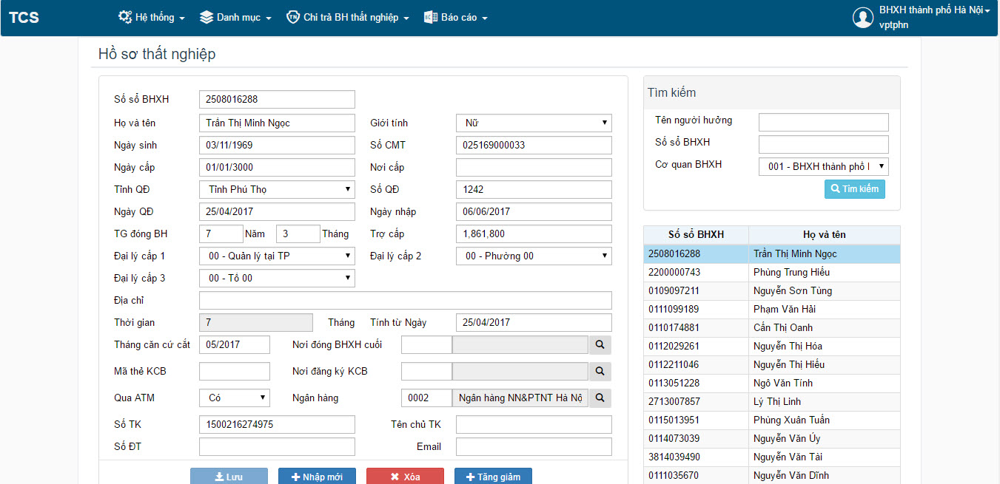 TCS Hệ thống Danh mục TN Chi trả BH thất nghiệp BC Báo cáo BHXH thành phố Hà Nội
vptphn
Hồ sơ thất nghiệp
Số sổ BHXH 2508016288
Họ và tên Trần Thị Minh Ngọc Giới tính Nữ
Ngày sinh 03/11/1969 Số CMT 025169000033
Ngày cấp 01/01/3000 Nơi cấp
Tỉnh QĐ Tỉnh Phú Thọ Số QĐ 1242
Ngày QĐ 25/04/2017 Ngày nhập 06/06/2017
TG đóng BH 7 Năm 3 Tháng Trợ cấp 1,861,800
Đại lý cấp 1 00 - Quản lý tại TP Đại lý cấp 2 00 - Phường 00
Đại lý cấp 3 00 - Tổ 00
Địa chỉ
Thời gian 7 Tháng Tính từ Ngày 25/04/2017
Tháng căn cứ cắt 05/2017 Nơi đóng BHXH cuối
Mã thẻ KCB Nơi đăng ký KCB
Qua ATM Có Ngân hàng 0002 Ngân hàng NN&PTNT Hà Nộ
Số TK 1500216274975 Tên chủ TK
Số ĐT Email
Lưu Nhập mới Xóa Tăng giảm
Tìm kiếm
Tên người hưởng
Số sổ BHXH
Cơ quan BHXH 001 - BHXH thành phố
Tìm kiếm
Số sổ BHXH Họ và tên
2508016288 Trần Thị Minh Ngọc
2200000743 Phùng Trung Hiếu
0109097211 Nguyễn Sơn Tùng
0111099189 Phạm Văn Hải
0110174881 Cấn Thị Oanh
0112029261 Nguyễn Thị Hóa
0112211046 Nguyễn Thị Hiếu
0113051228 Ngô Văn Tính
2713007857 Lý Thị Linh
0115013951 Phùng Xuân Tuấn
0114073039 Nguyễn Văn Úy
3814039490 Nguyễn Văn Tài
0111035670 Nguyễn Văn Dĩnh